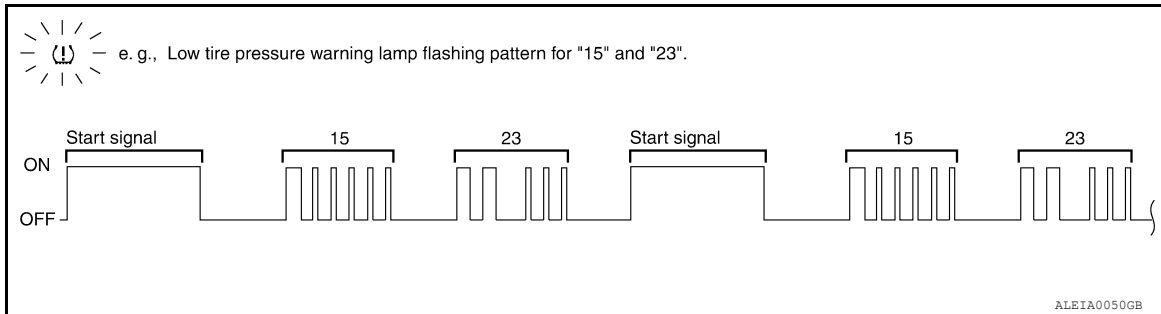 e. g., Low tire pressure warning lamp flashing pattern for "15" and "23".
Start signal 15 23 Start signal 15 23
ON
OFF
ALEIA0050GB